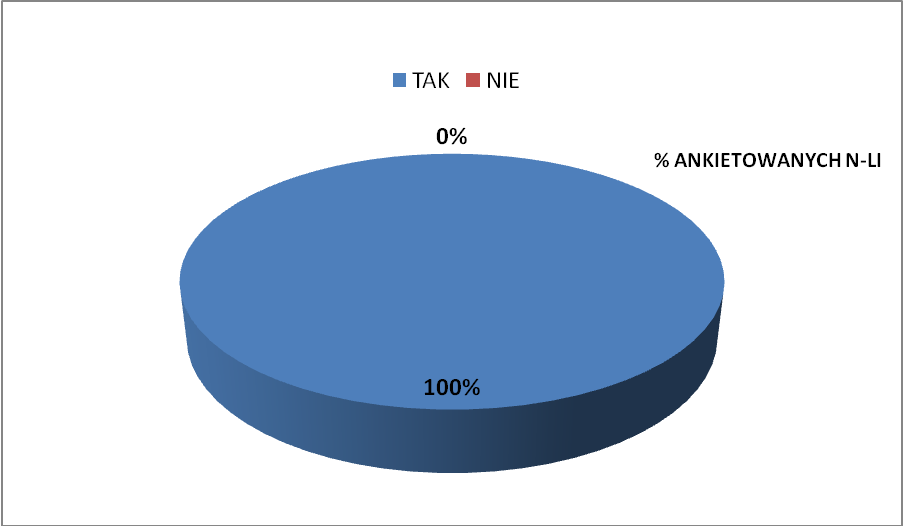 TAK NIE
0%
% ANKIETOWANYCH N-LI
100%